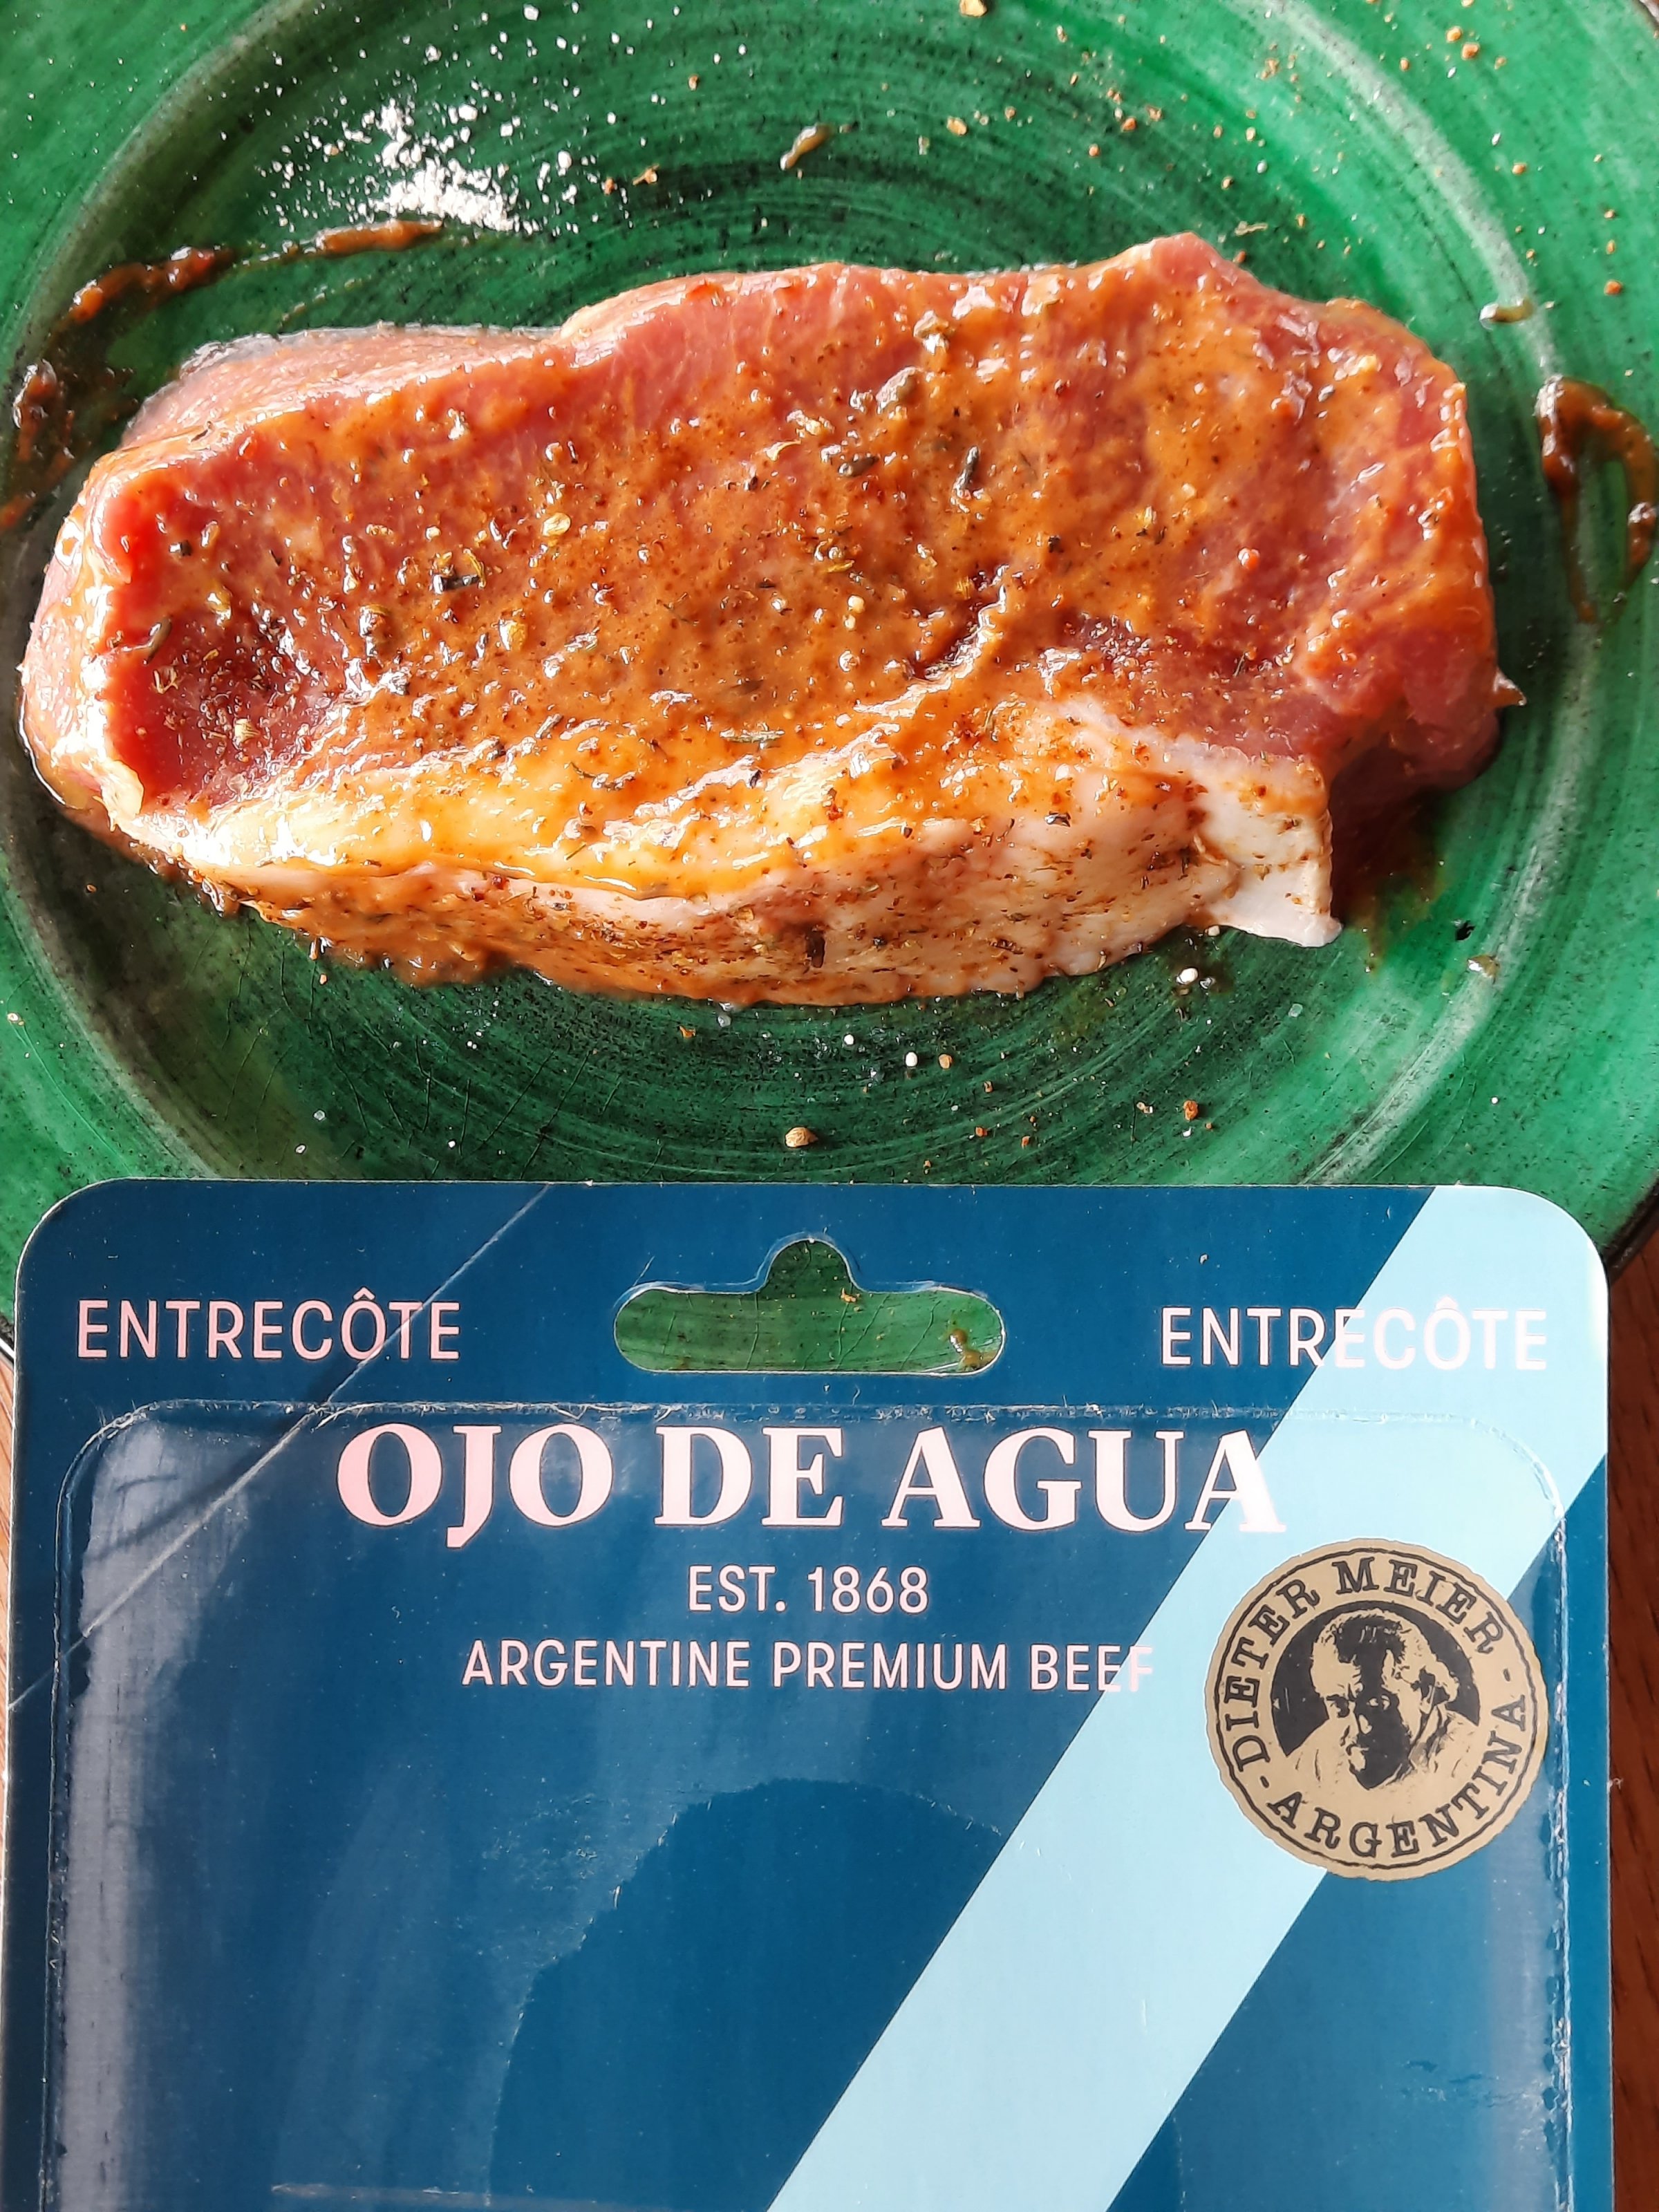 ENTRECÔTE
ENTRECÔTE
OJO DE AGUA
EST. 1868
ARGENTINE PREMIUM BEEF
DIETER MEIER - ARGENTINA -